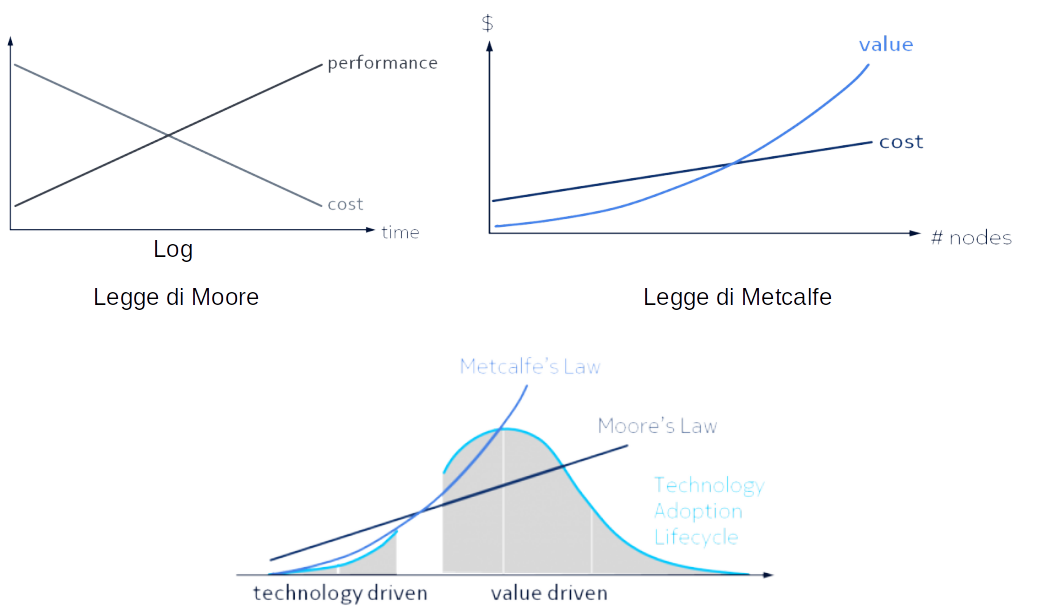 performance
cost
time
Log
Legge di Moore
$
value
cost
# nodes
Legge di Metcalfe
Metcalfe's Law
Moore's Law
Technology
Adoption
Lifecycle
technology driven
value driven